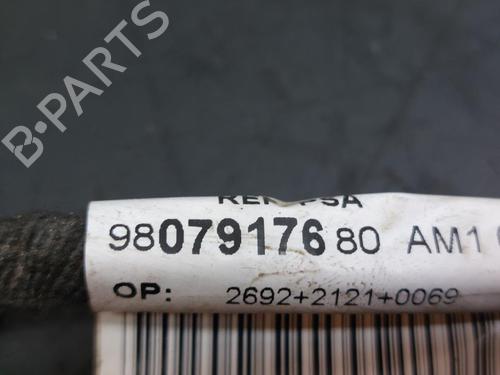 B-PARTS
REF PSA
9807917680 AM1
OP: 2692+2121+0069